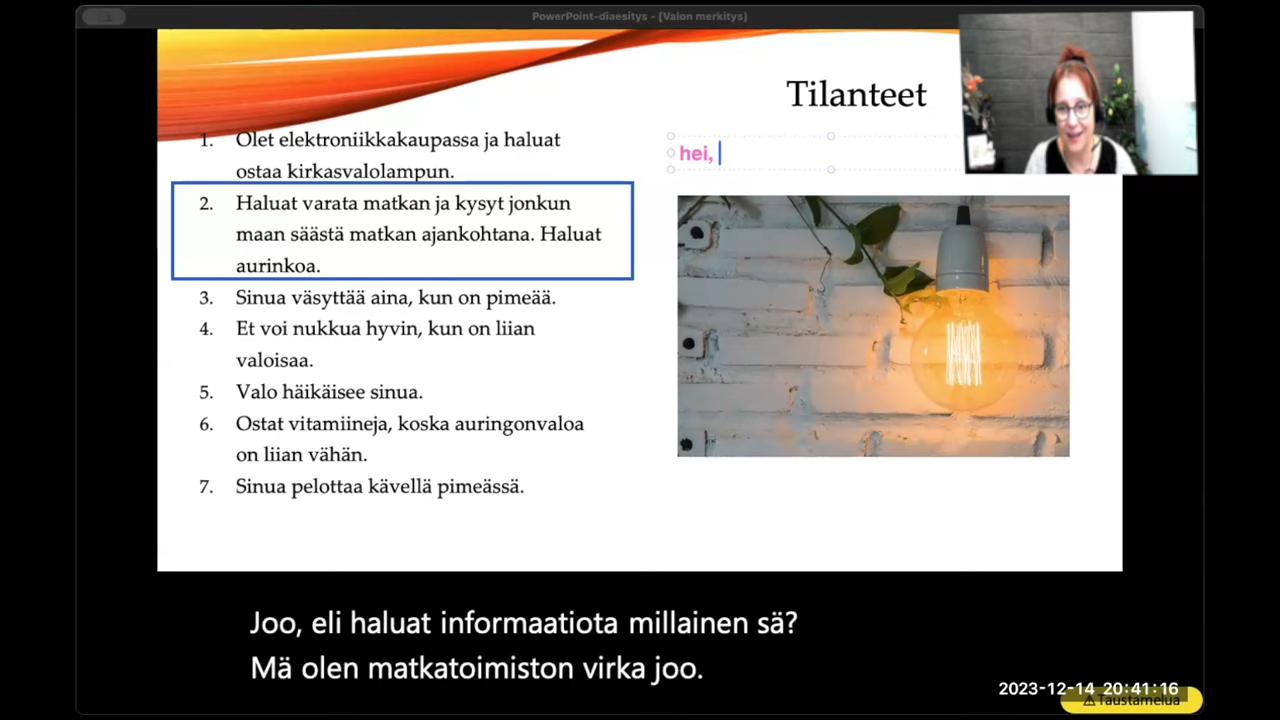 PowerPoint-diaesitys - [Valon merkitys]
Tilanteet
1. Olet elektroniikkakaupassa ja haluat
ostaa kirkasvalolampun.
2. Haluat varata matkan ja kysyt jonkun
maan säästä matkan ajankohtana. Haluat
aurinkoa.
3. Sinua väsyttää aina, kun on pimeää.
4. Et voi nukkua hyvin, kun on liian
valoisaa.
5. Valo häikäisee sinua.
6. Ostat vitamiineja, koska auringonvaloa
on liian vähän.
7. Sinua pelottaa kävellä pimeässä.
hei,
Joo, eli haluat informaatiota millainen sä?
Mä olen matkatoimiston virka joo.
2023-12-14 20:41:16
Taustamelua